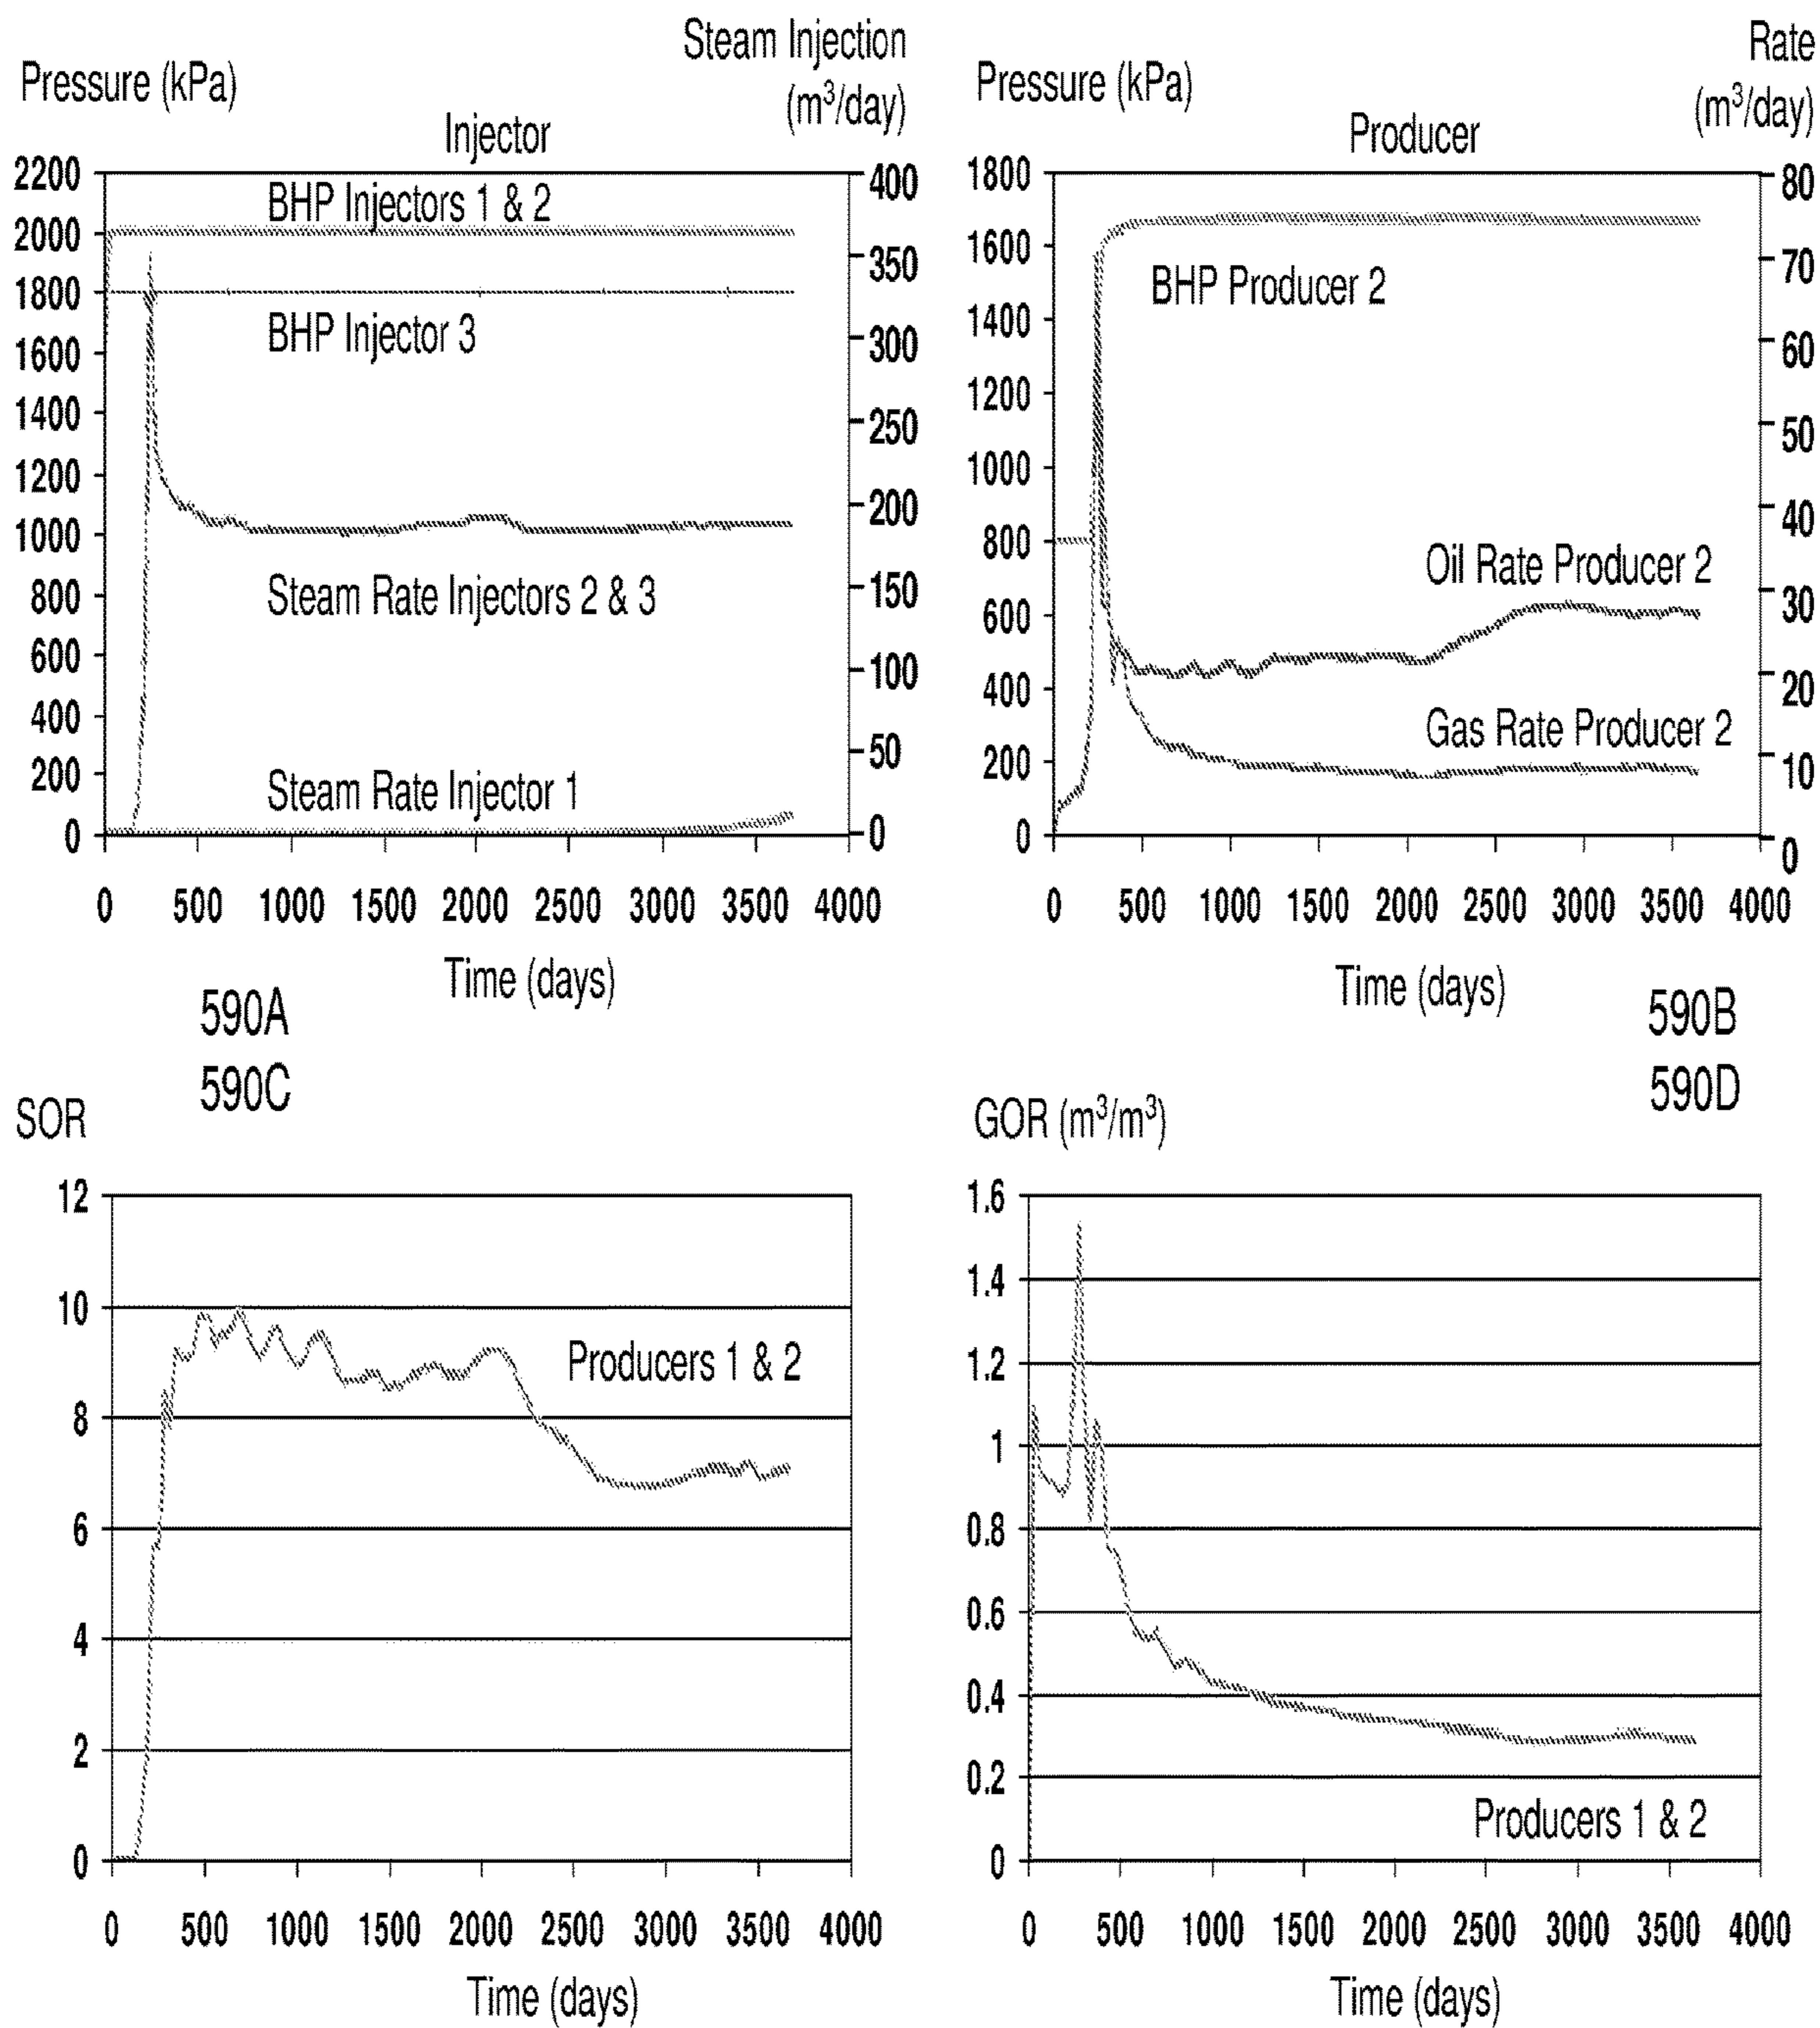 Pressure (kPa)
Steam Injection
(m³/day)
Injector
2200
2000
1800
1600
1400
1200
1000
800
600
400
200
0
BHP Injectors 1 & 2
BHP Injector 3
Steam Rate Injectors 2 & 3
Steam Rate Injector 1
400
350
300
250
200
150
100
50
0
0 500 1000 1500 2000 2500 3000 3500 4000
Time (days)
590A
Pressure (kPa)
Rate
(m³/day)
Producer
1800
1600
1400
1200
1000
800
600
400
200
0
BHP Producer 2
Oil Rate Producer 2
Gas Rate Producer 2
80
70
60
50
40
30
20
10
0
0 500 1000 1500 2000 2500 3000 3500 4000
Time (days)
590B
590C
SOR
12
10
8
6
4
2
0
Producers 1 & 2
0 500 1000 1500 2000 2500 3000 3500 4000
Time (days)
590D
GOR (m³/m³)
1.6
1.4
1.2
1
0.8
0.6
0.4
0.2
0
Producers 1 & 2
0 500 1000 1500 2000 2500 3000 3500 4000
Time (days)